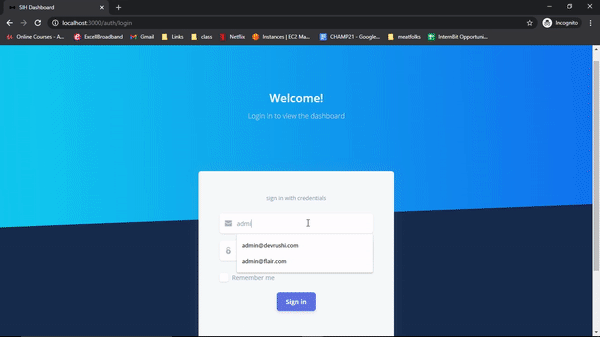 SIH Dashboard
localhost:3000/auth/login
Incognito
Online Courses - A...
ExcellBroadband
Gmail
Links
class
Netflix
Instances | EC2 Ma...
CHAMP21 - Google...
meatfolks
InternBit Opportuni...
Welcome!
Login in to view the dashboard
sign in with credentials
admi
admin@devrushi.com
admin@flair.com
Remember me
Sign in